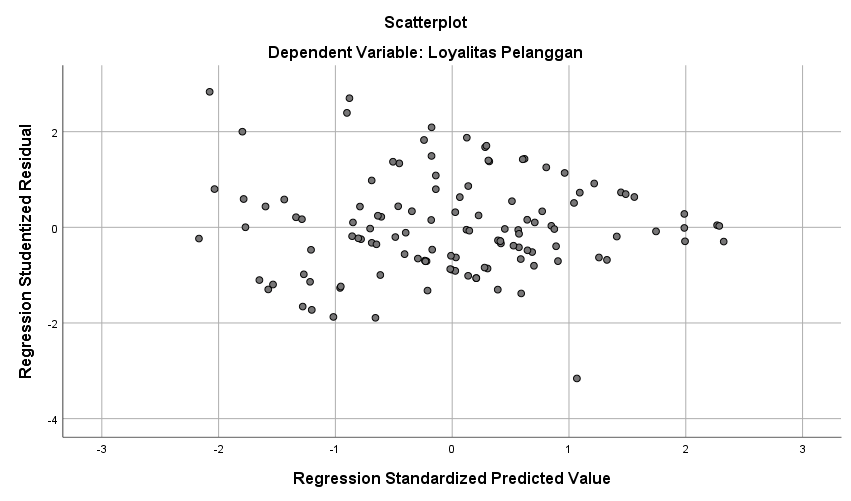 Scatterplot
Dependent Variable: Loyalitas Pelanggan
Regression Studentized Residual
2
0
-2
-4
-3
-2
-1
0
1
2
3
Regression Standardized Predicted Value